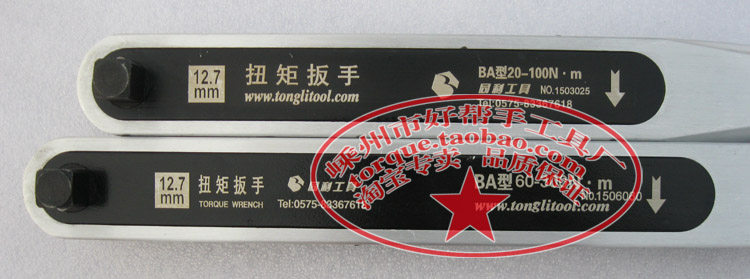 12.7
mm
扭矩扳手
www.tonglitool.com
同利工具
BA型20-100N·m
NO.1503025
Tel:0575-83367618
12.7
mm
扭矩扳手
TORQUE WRENCH
同利工具
Tel:0575-83367618
BA型
m
www.tonglitool.com
嵊州市好帮手工具厂
torque.taobao.com
淘宝专卖 品质保证